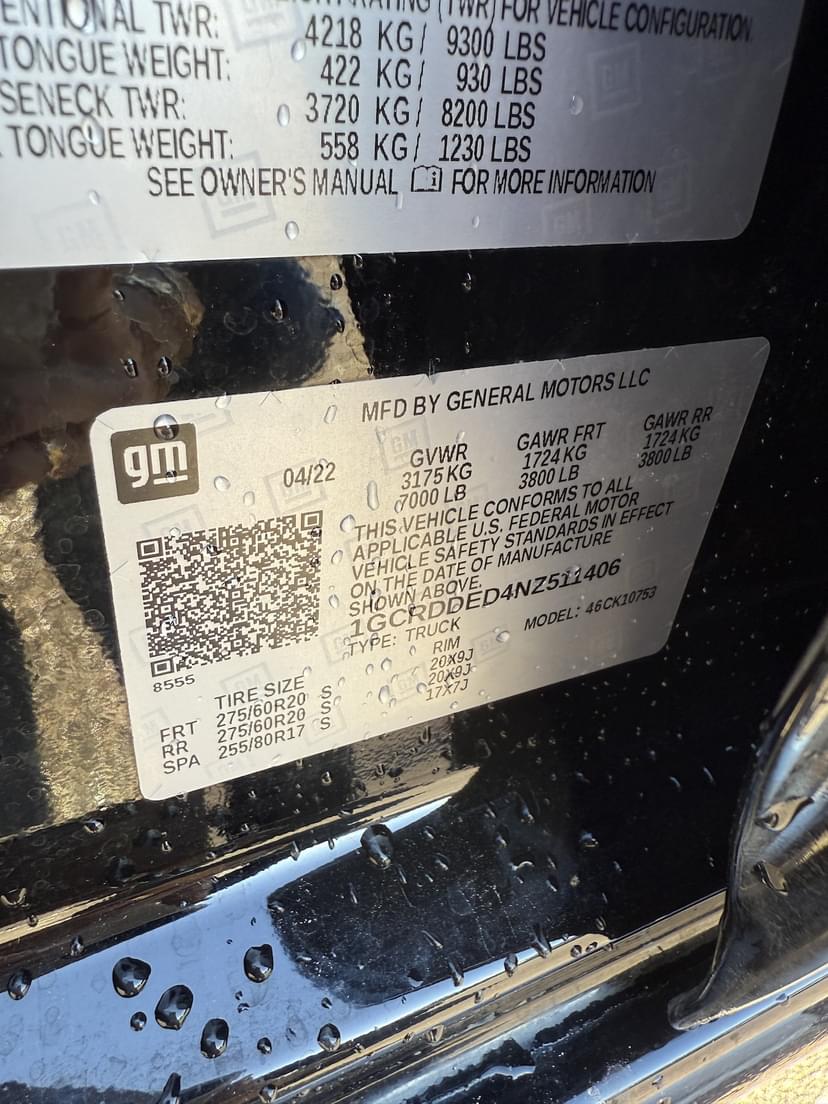 ENTIONAL TWR: 4218 KG/ 9300 LBS
TONGUE WEIGHT: 422 KG/ 930 LBS
SENECK TWR: 3720 KG/ 8200 LBS
TONGUE WEIGHT: 558 KG/ 1230 LBS
RATING (TWR) FOR VEHICLE CONFIGURATION.
SEE OWNER'S MANUAL FOR MORE INFORMATION
MFD BY GENERAL MOTORS LLC
gm
04/22
GVWR GAWR FRT GAWR RR
3175 KG 1724 KG 1724 KG
7000 LB 3800 LB 3800 LB
THIS VEHICLE CONFORMS TO ALL
APPLICABLE U.S. FEDERAL MOTOR
VEHICLE SAFETY STANDARDS IN EFFECT
ON THE DATE OF MANUFACTURE
SHOWN ABOVE.
1GCRDDED4NZ511406
TYPE: TRUCK MODEL: 46CK10753
8555
TIRE SIZE RIM
FRT 275/60R20 S 20X9J
RR 275/60R20 S 20X9J
SPA 255/80R17 S 17X7J